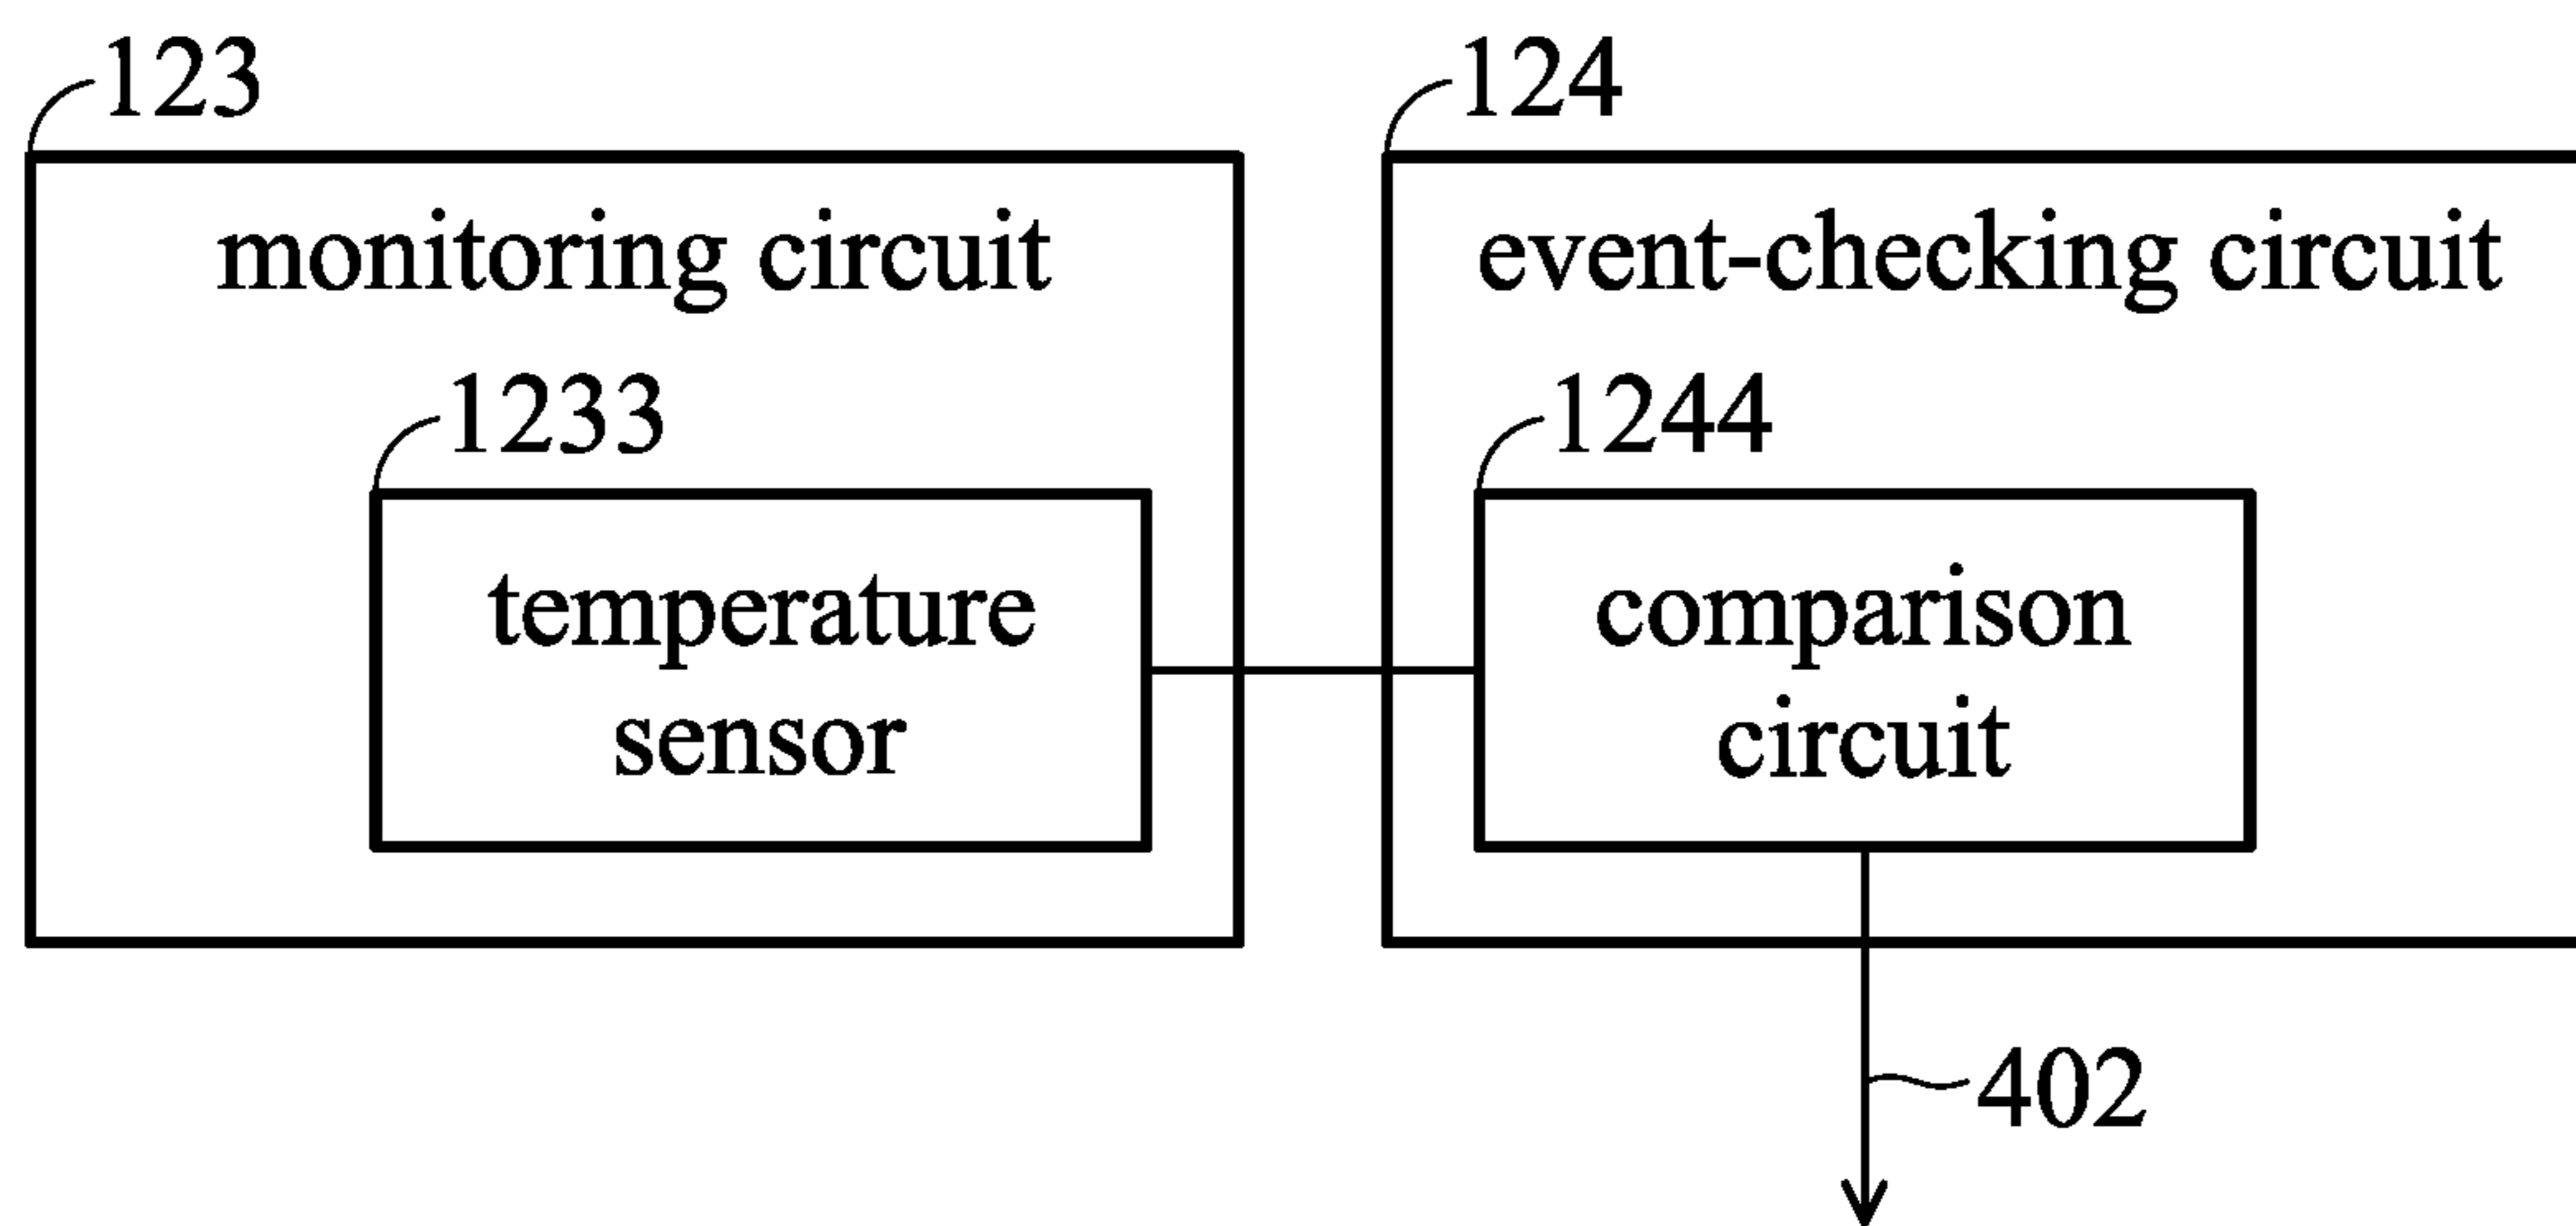 123
124
monitoring circuit
event-checking circuit
1233
1244
temperature
sensor
comparison
circuit
402